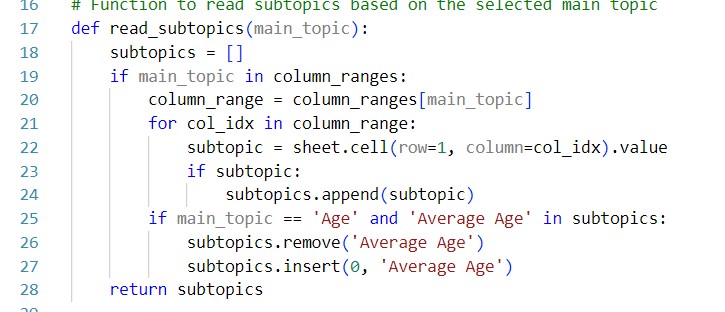 16 # Function to read subtopics based on the selected main topic
17 def read_subtopics(main_topic):
18     subtopics = []
19     if main_topic in column_ranges:
20         column_range = column_ranges[main_topic]
21         for col_idx in column_range:
22             subtopic = sheet.cell(row=1, column=col_idx).value
23             if subtopic:
24                 subtopics.append(subtopic)
25         if main_topic == 'Age' and 'Average Age' in subtopics:
26             subtopics.remove('Average Age')
27             subtopics.insert(0, 'Average Age')
28     return subtopics